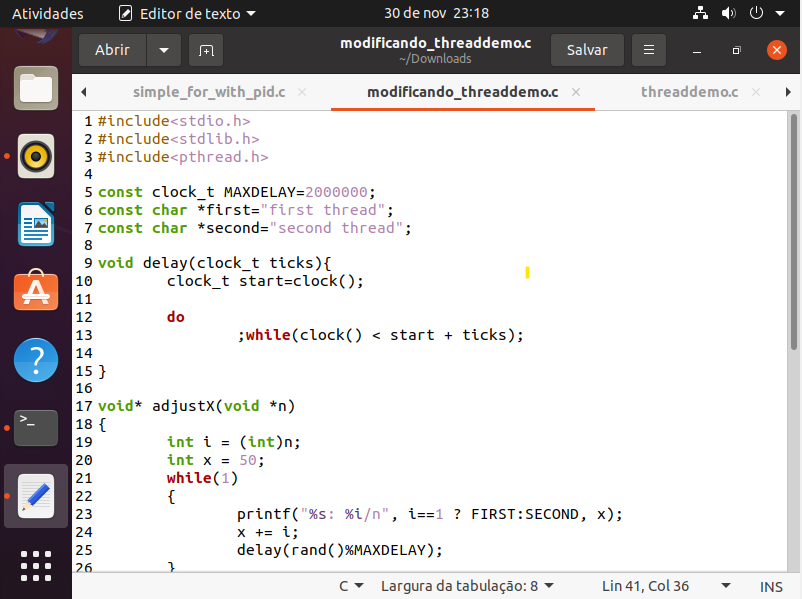 Atividades Editor de texto 30 de nov 23:18
Abrir modificando_threaddemo.c Salvar
~/Downloads
simple_for_with_pid.c modificando_threaddemo.c threaddemo.c
1 #include<stdio.h>
2 #include<stdlib.h>
3 #include<pthread.h>
4
5 const clock_t MAXDELAY=2000000;
6 const char *first="first thread";
7 const char *second="second thread";
8
9 void delay(clock_t ticks){
10 clock_t start=clock();
11
12 do
13 ;while(clock() < start + ticks);
14
15 }
16
17 void* adjustX(void *n)
18 {
19 int i = (int)n;
20 int x = 50;
21 while(1)
22 {
23 printf("%s: %i/n", i==1 ? FIRST:SECOND, x);
24 x += i;
25 delay(rand()%MAXDELAY);
26 }
C Largura da tabulação: 8 Lin 41, Col 36 INS